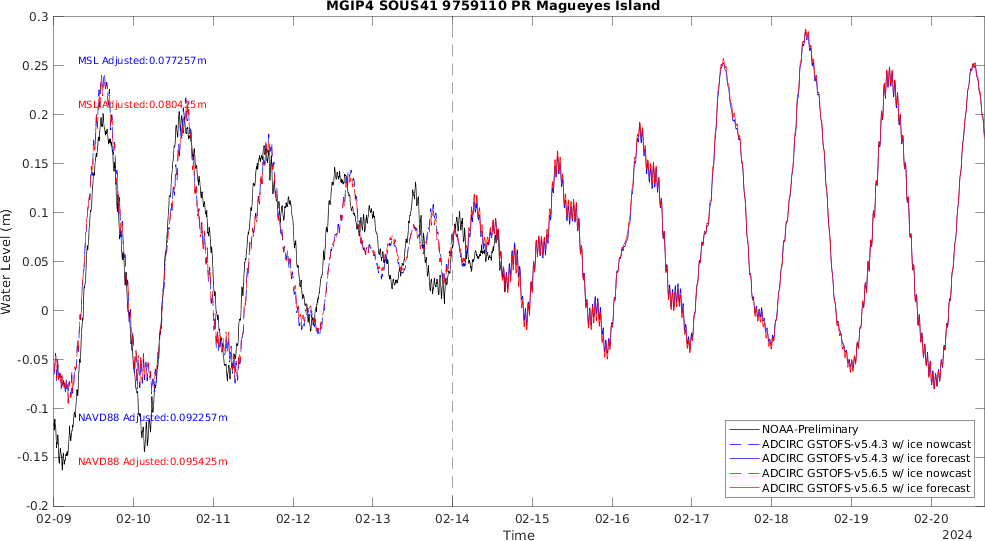 MGIP4 SOUS41 9759110 PR Magueyes Island
0.3
0.25
0.2
0.15
0.1
0.05
0
-0.05
-0.1
-0.15
-0.2
Water Level (m)
MSL Adjusted:0.077257m
MSL Adjusted:0.080425m
NAVD88 Adjusted:0.092257m
NAVD88 Adjusted:0.095425m
NOAA-Preliminary
ADCIRC GSTOFS-v5.4.3 w/ ice nowcast
ADCIRC GSTOFS-v5.4.3 w/ ice forecast
ADCIRC GSTOFS-v5.6.5 w/ ice nowcast
ADCIRC GSTOFS-v5.6.5 w/ ice forecast
02-09 02-10 02-11 02-12 02-13 02-14 02-15 02-16 02-17 02-18 02-19 02-20
Time
2024